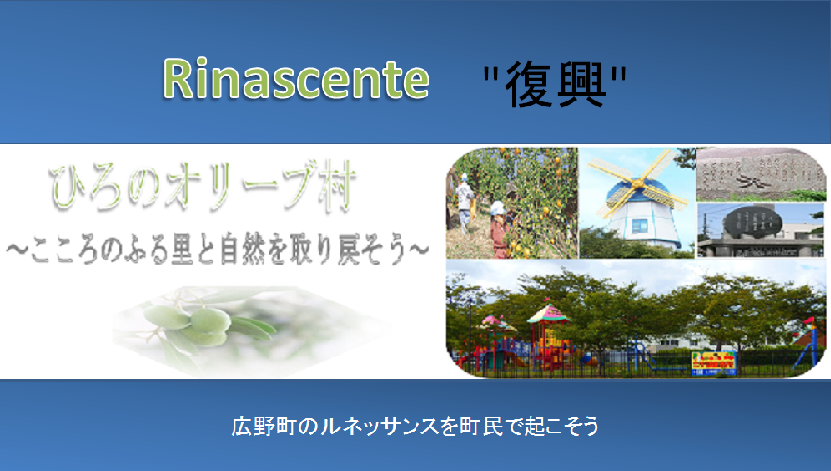 Rinascente "復興"
ひろのオリーブ村
～こころのふる里と自然を取り戻そう～
広野町のルネッサンスを町民で起こそう